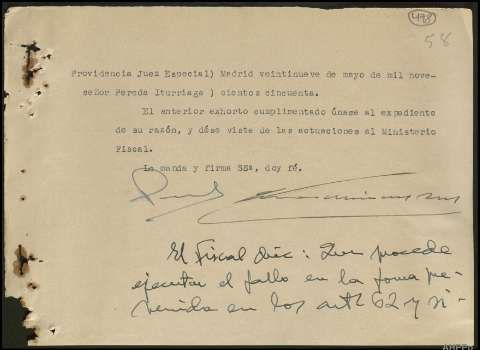 498
58
Providencia Juez Especial) Madrid veintinueve de mayo de mil nove-
señor Pereda Iturriaga ) cientos cincuenta.
El anterior exhorto cumplimentado únase al expediente
de su razón, y dése vista de las actuaciones al Ministerio
Fiscal.
Lo manda y firma SSª, doy fé.
El Fiscal dice: Que procede
ejecutar el fallo en la forma pre-
venida en los artl 62 y si-